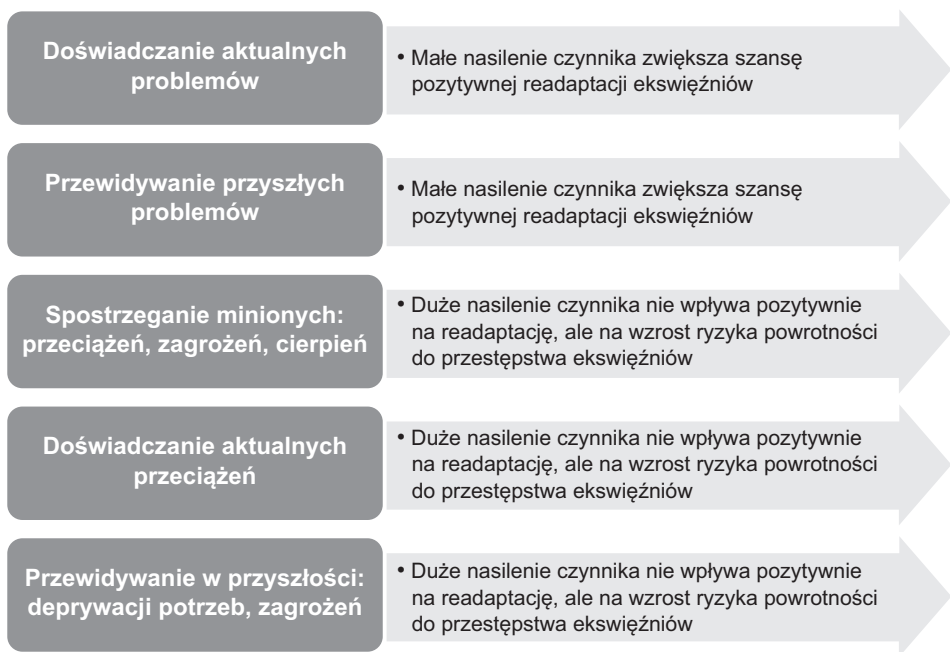 Doświadczanie aktualnych
problemów
• Małe nasilenie czynnika zwiększa szansę
pozytywnej readaptacji ekswięźniów
Przewidywanie przyszłych
problemów
• Małe nasilenie czynnika zwiększa szansę
pozytywnej readaptacji ekswięźniów
Spostrzeganie minionych:
przeciążeń, zagrożeń, cierpień
• Duże nasilenie czynnika nie wpływa pozytywnie
na readaptację, ale na wzrost ryzyka powrotności
do przestępstwa ekswięźniów
Doświadczanie aktualnych
przeciążeń
• Duże nasilenie czynnika nie wpływa pozytywnie
na readaptację, ale na wzrost ryzyka powrotności
do przestępstwa ekswięźniów
Przewidywanie w przyszłości:
deprywacji potrzeb, zagrożeń
• Duże nasilenie czynnika nie wpływa pozytywnie
na readaptację, ale na wzrost ryzyka powrotności
do przestępstwa ekswięźniów